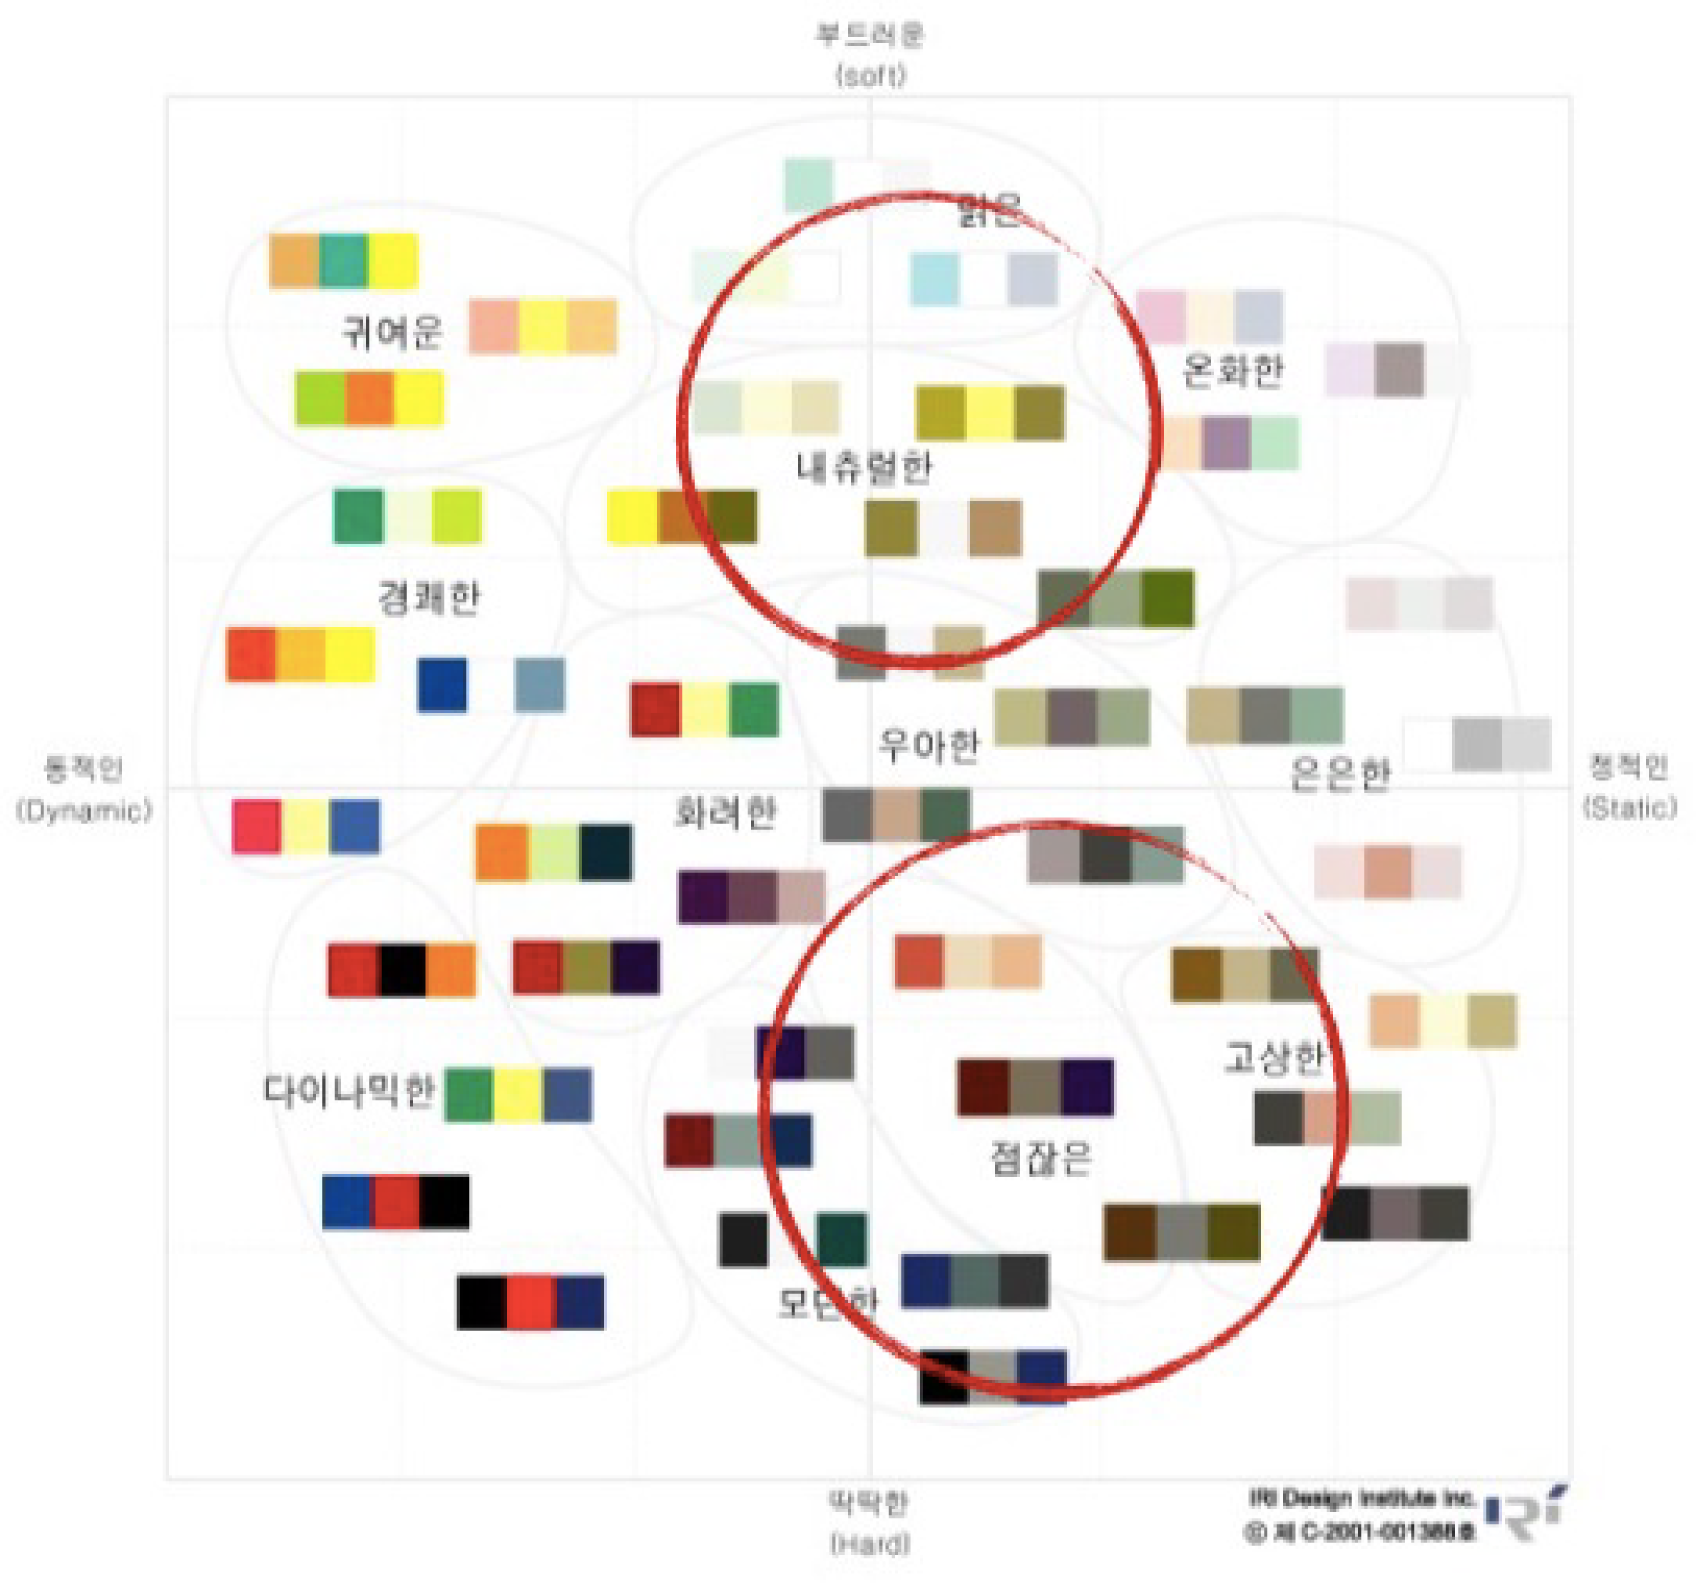 부드러운
(soft)
맑은
귀여운
온화한
내츄럴한
경쾌한
우아한
동적인
(Dynamic)
은은한
정적인
(Static)
화려한
고상한
다이나믹한
점잖은
모던한
딱딱한
(Hard)
IRI Design Institute Inc.
ⓒ 제 C-2001-001388호
IRI